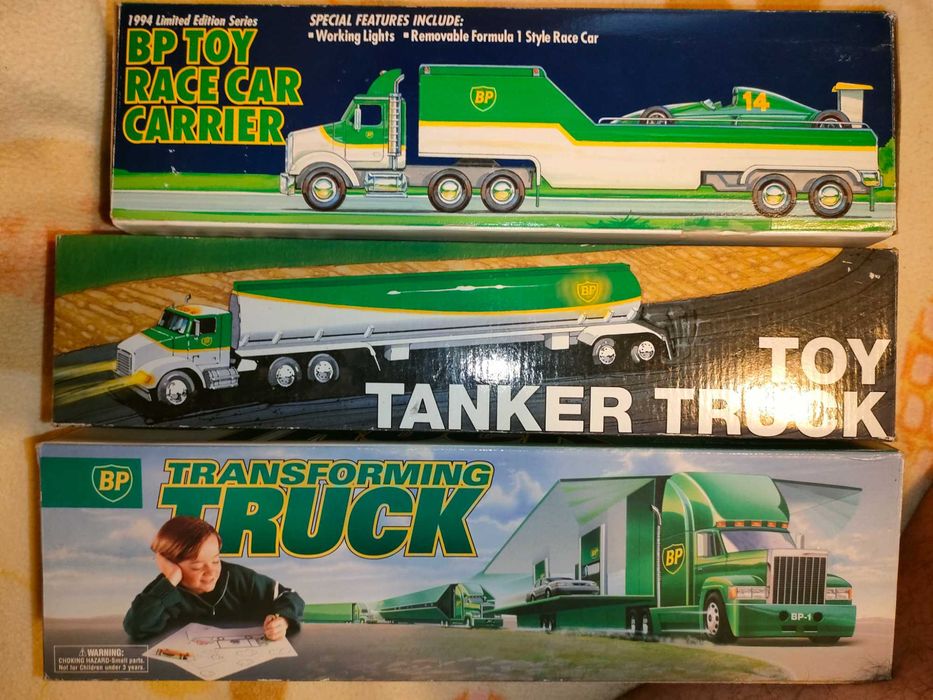 1994 Limited Edition Series
BP TOY
RACE CAR
CARRIER
SPECIAL FEATURES INCLUDE:
▪ Working Lights ▪ Removable Formula 1 Style Race Car
BP
14
BP
TOY
TANKER TRUCK
BP
TRANSFORMING
TRUCK
BP
BP
BP-1
⚠ WARNING:
CHOKING HAZARD-Small parts.
Not for Children under 3 years.